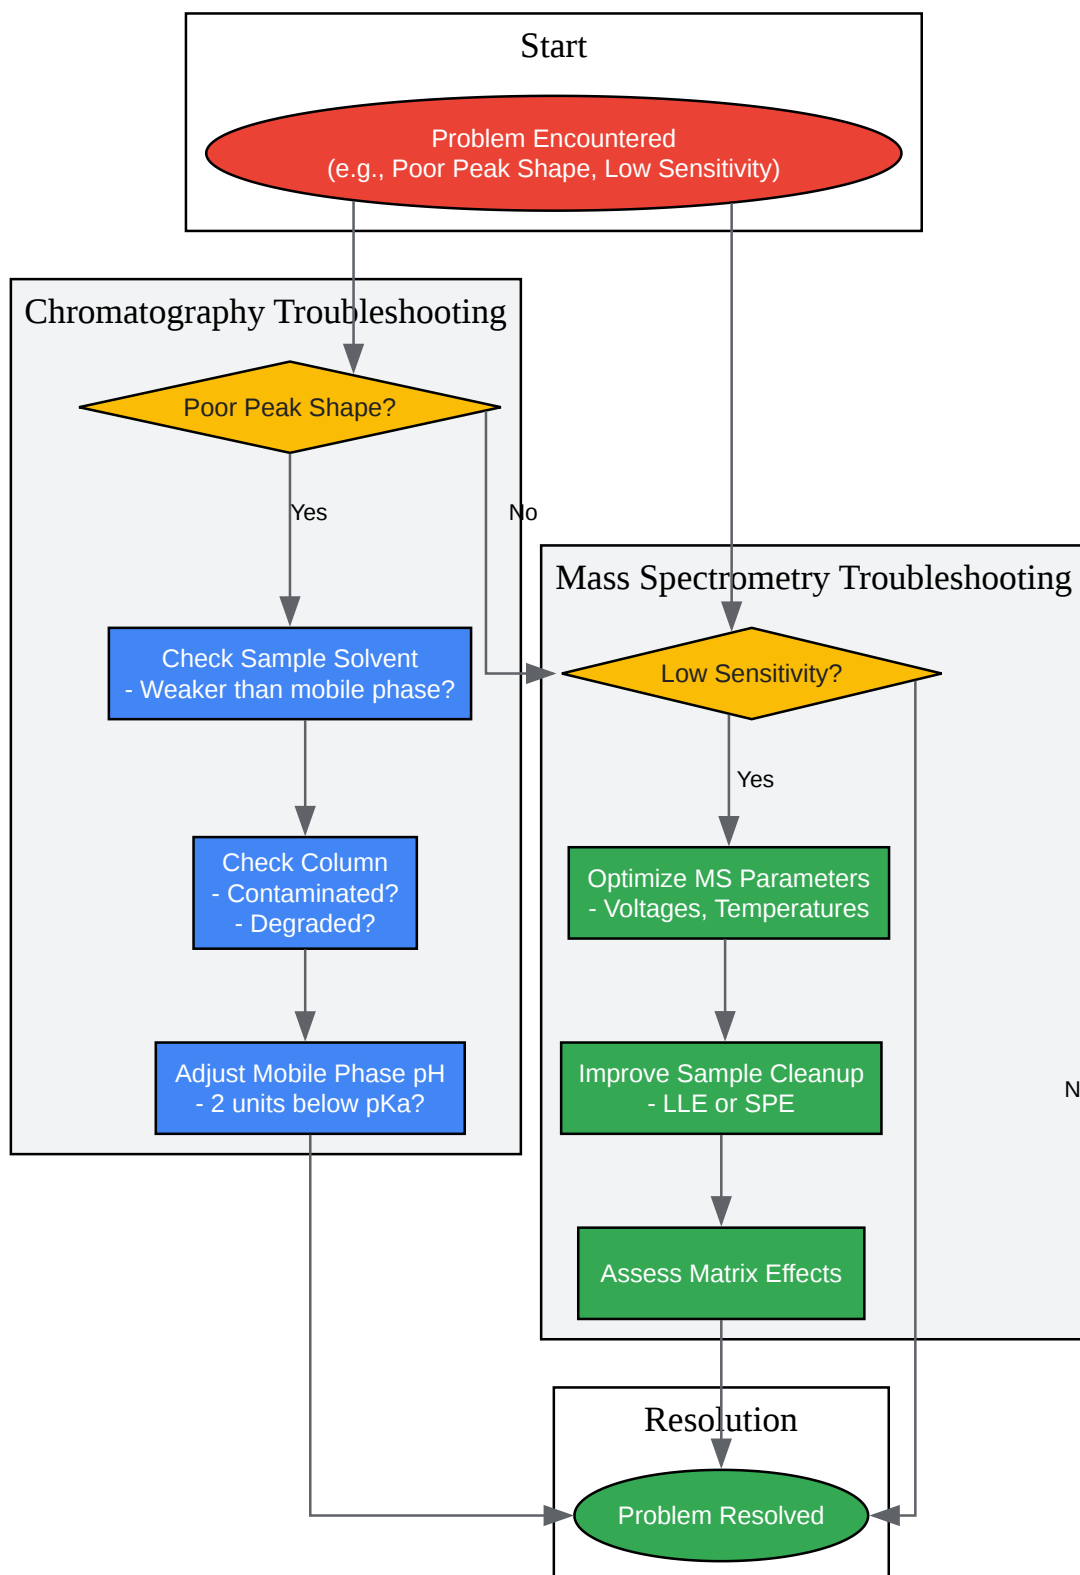 Start
Problem Encountered
(e.g., Poor Peak Shape, Low Sensitivity)
Chromatography Troubleshooting
Poor Peak Shape?
Yes
No
Check Sample Solvent
- Weaker than mobile phase?
Check Column
- Contaminated?
- Degraded?
Adjust Mobile Phase pH
- 2 units below pKa?
Mass Spectrometry Troubleshooting
Low Sensitivity?
Yes
Optimize MS Parameters
- Voltages, Temperatures
Improve Sample Cleanup
- LLE or SPE
N
Assess Matrix Effects
Resolution
Problem Resolved